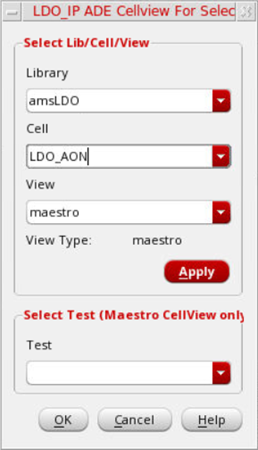 LDO_IP ADE Cellview For Selec
Select Lib/Cell/View
Library
amsLDO
Cell
LDO_AON
View
maestro
View Type: maestro
Apply
Select Test (Maestro CellView only
Test
OK Cancel Help